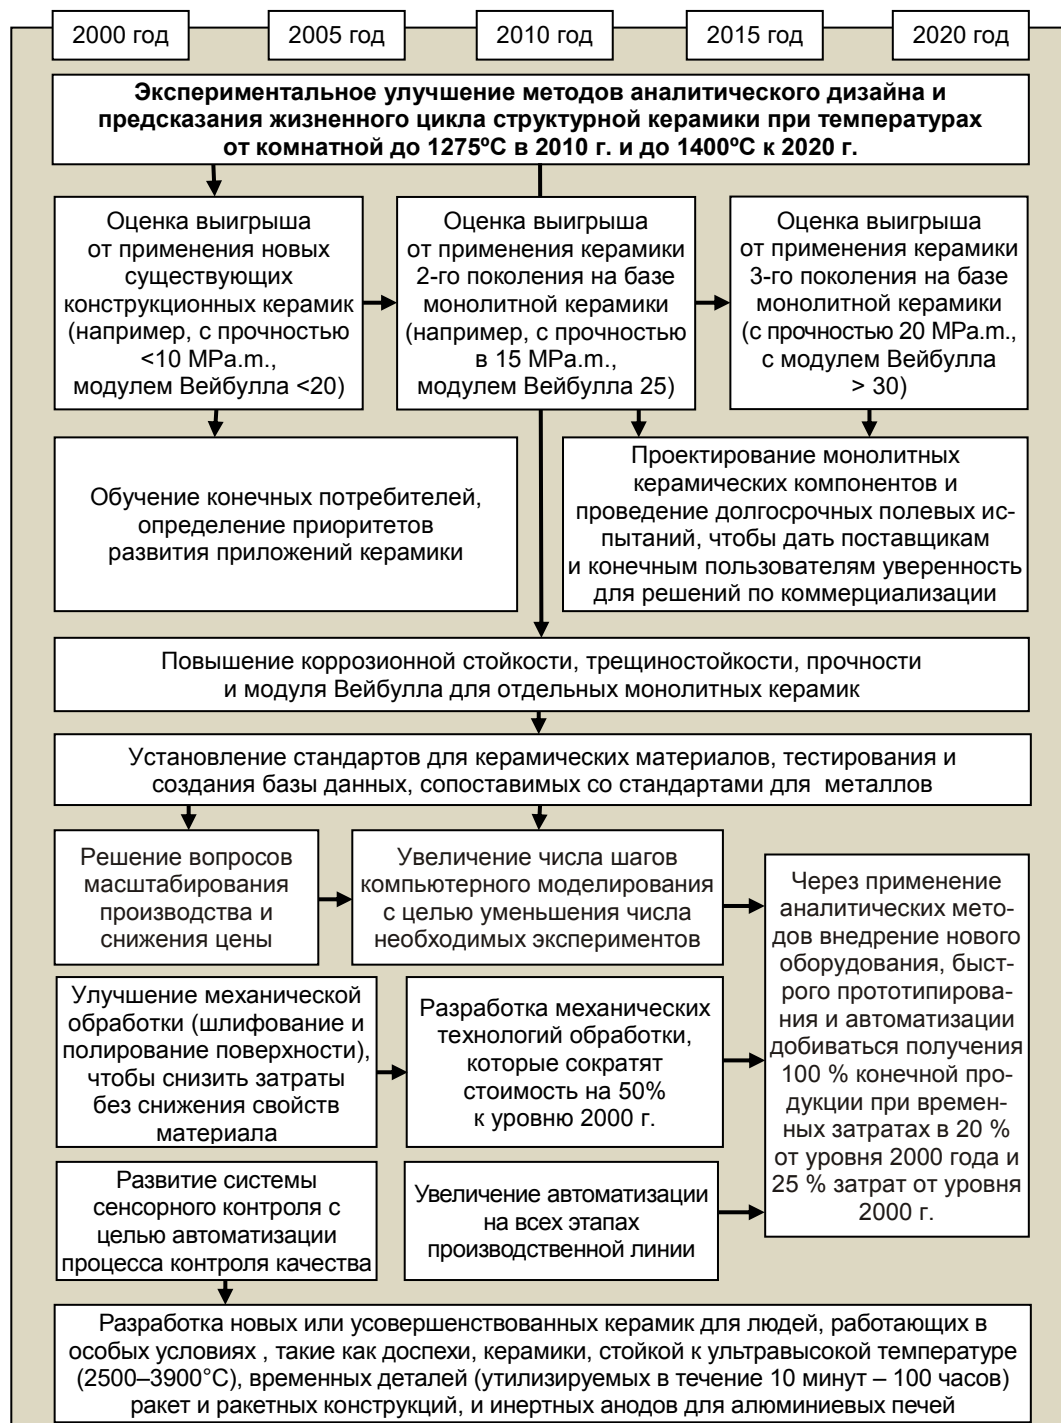 2000 год
2005 год
2010 год
2015 год
2020 год
Экспериментальное улучшение методов аналитического дизайна и
предсказания жизненного цикла структурной керамики при температурах
от комнатной до 1275ºС в 2010 г. и до 1400ºС к 2020 г.
Оценка выигрыша
от применения новых
существующих
конструкционных керамик
(например, с прочностью
<10 MPa.m.,
модулем Вейбулла <20)
Оценка выигрыша
от применения керамики
2-го поколения на базе
монолитной керамики
(например, с прочностью
в 15 MPa.m.,
модулем Вейбулла 25)
Оценка выигрыша
от применения керамики
3-го поколения на базе
монолитной керамики
(с прочностью 20 MPa.m.,
с модулем Вейбулла
> 30)
Обучение конечных потребителей,
определение приоритетов
развития приложений керамики
Проектирование монолитных
керамических компонентов и
проведение долгосрочных полевых ис-
пытаний, чтобы дать поставщикам
и конечным пользователям уверенность
для решений по коммерциализации
Повышение коррозионной стойкости, трещиностойкости, прочности
и модуля Вейбулла для отдельных монолитных керамик
Установление стандартов для керамических материалов, тестирования и
создания базы данных, сопоставимых со стандартами для металлов
Решение вопросов
масштабирования
производства и
снижения цены
Увеличение числа шагов
компьютерного моделирования
с целью уменьшения числа
необходимых экспериментов
Через применение
аналитических мето-
дов внедрение нового
оборудования, быст-
рого прототипирова-
ния и автоматизации
добиваться получения
100 % конечной про-
дукции при времен-
ных затратах в 20 %
от уровня 2000 года и
25 % затрат от уровня
2000 г.
Улучшение механической
обработки (шлифование и
полирование поверхности),
чтобы снизить затраты
без снижения свойств
материала
Разработка механических
технологий обработки,
которые сократят
стоимость на 50%
к уровню 2000 г.
Развитие системы
сенсорного контроля с
целью автоматизации
процесса контроля качества
Увеличение автоматизации
на всех этапах
производственной линии
Разработка новых или усовершенствованных керамик для людей, работающих в
особых условиях , такие как доспехи, керамики, стойкой к ультравысокой температуре
(2500–3900°С), временных деталей (утилизируемых в течение 10 минут – 100 часов)
ракет и ракетных конструкций, и инертных анодов для алюминиевых печей